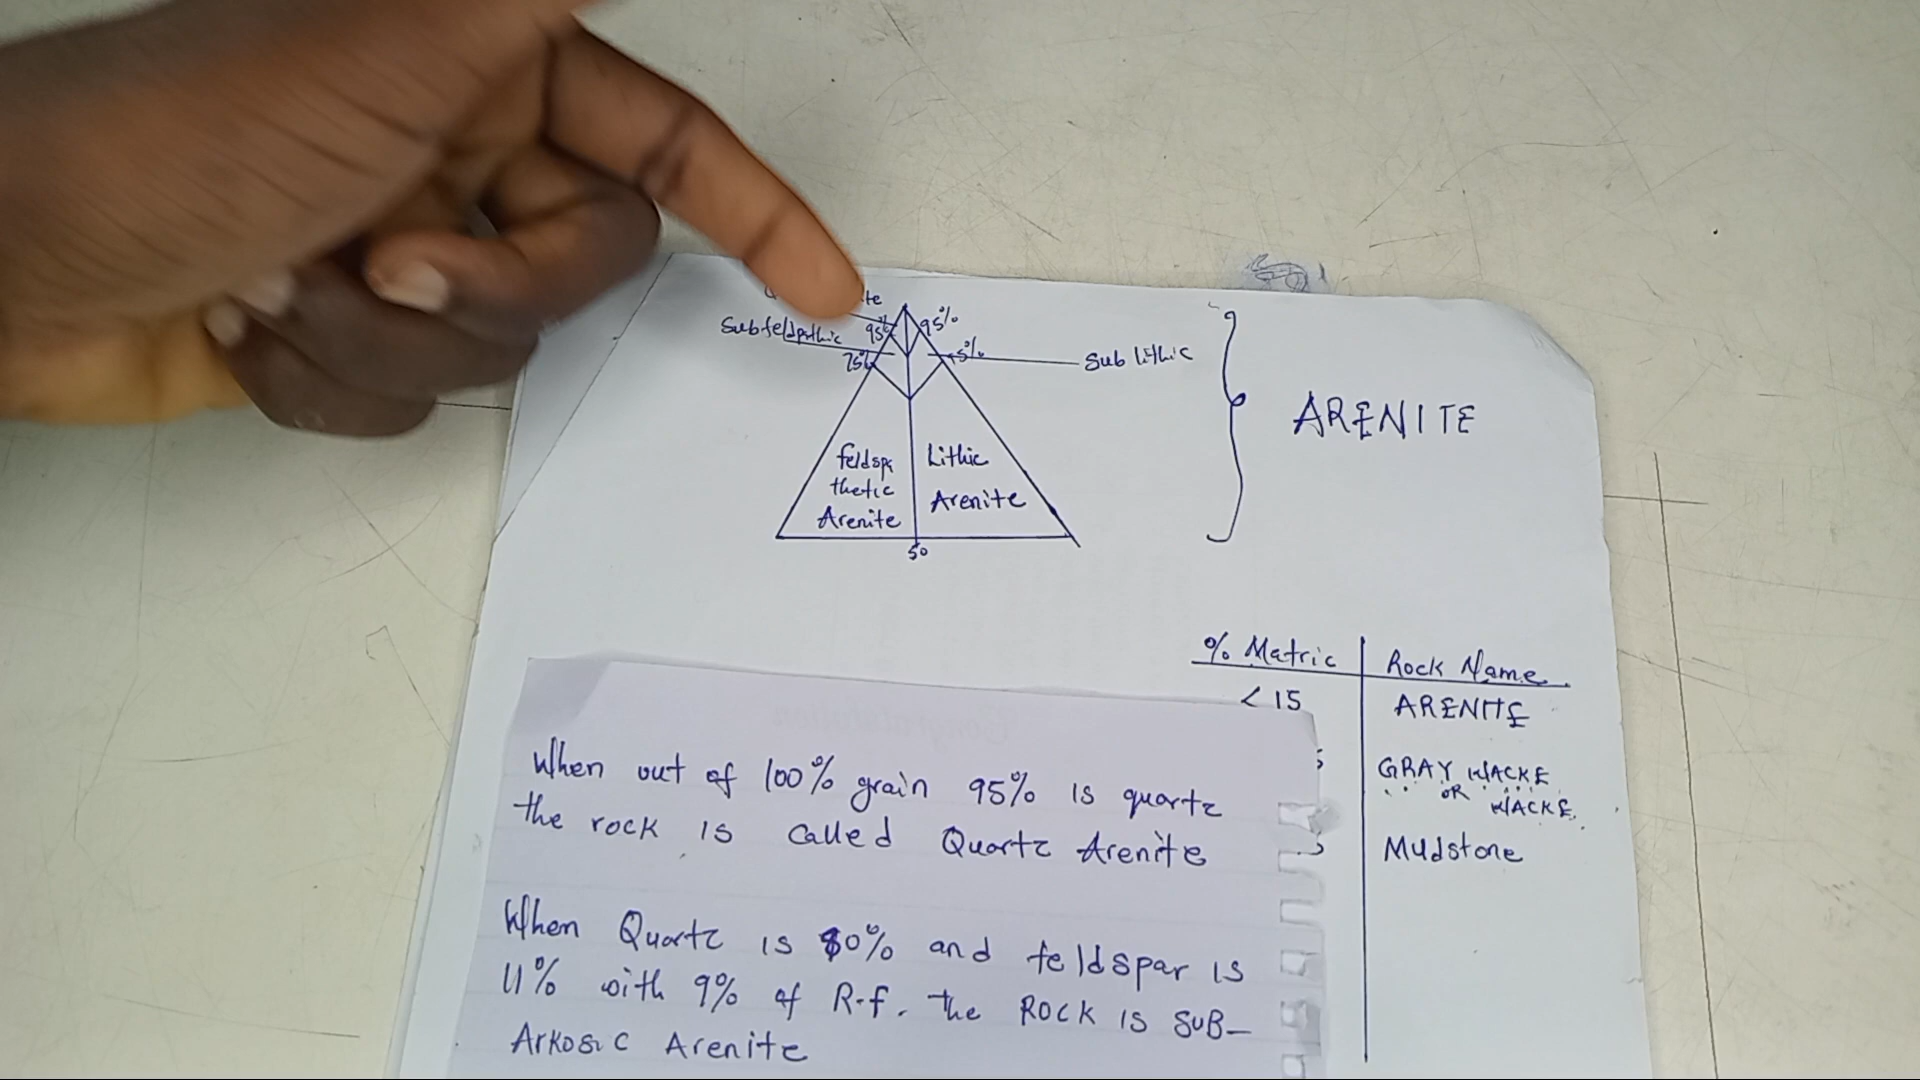 te
Subfeldpathic
95%
95%
75%
5%
Sub lithic
ARENITE
feldspa
thetic
Arenite
Lithic
Arenite
50
% Matric
Rock Name
< 15
ARENITE
GRAY WACKE
OR
WACKE
Mudstone
When out of 100% grain 95% is quartz
the rock is called Quartz Arenite
When Quartz is 80% and feldspar is
11% with 9% of R.f. The Rock is SUB-
Arkosic Arenite